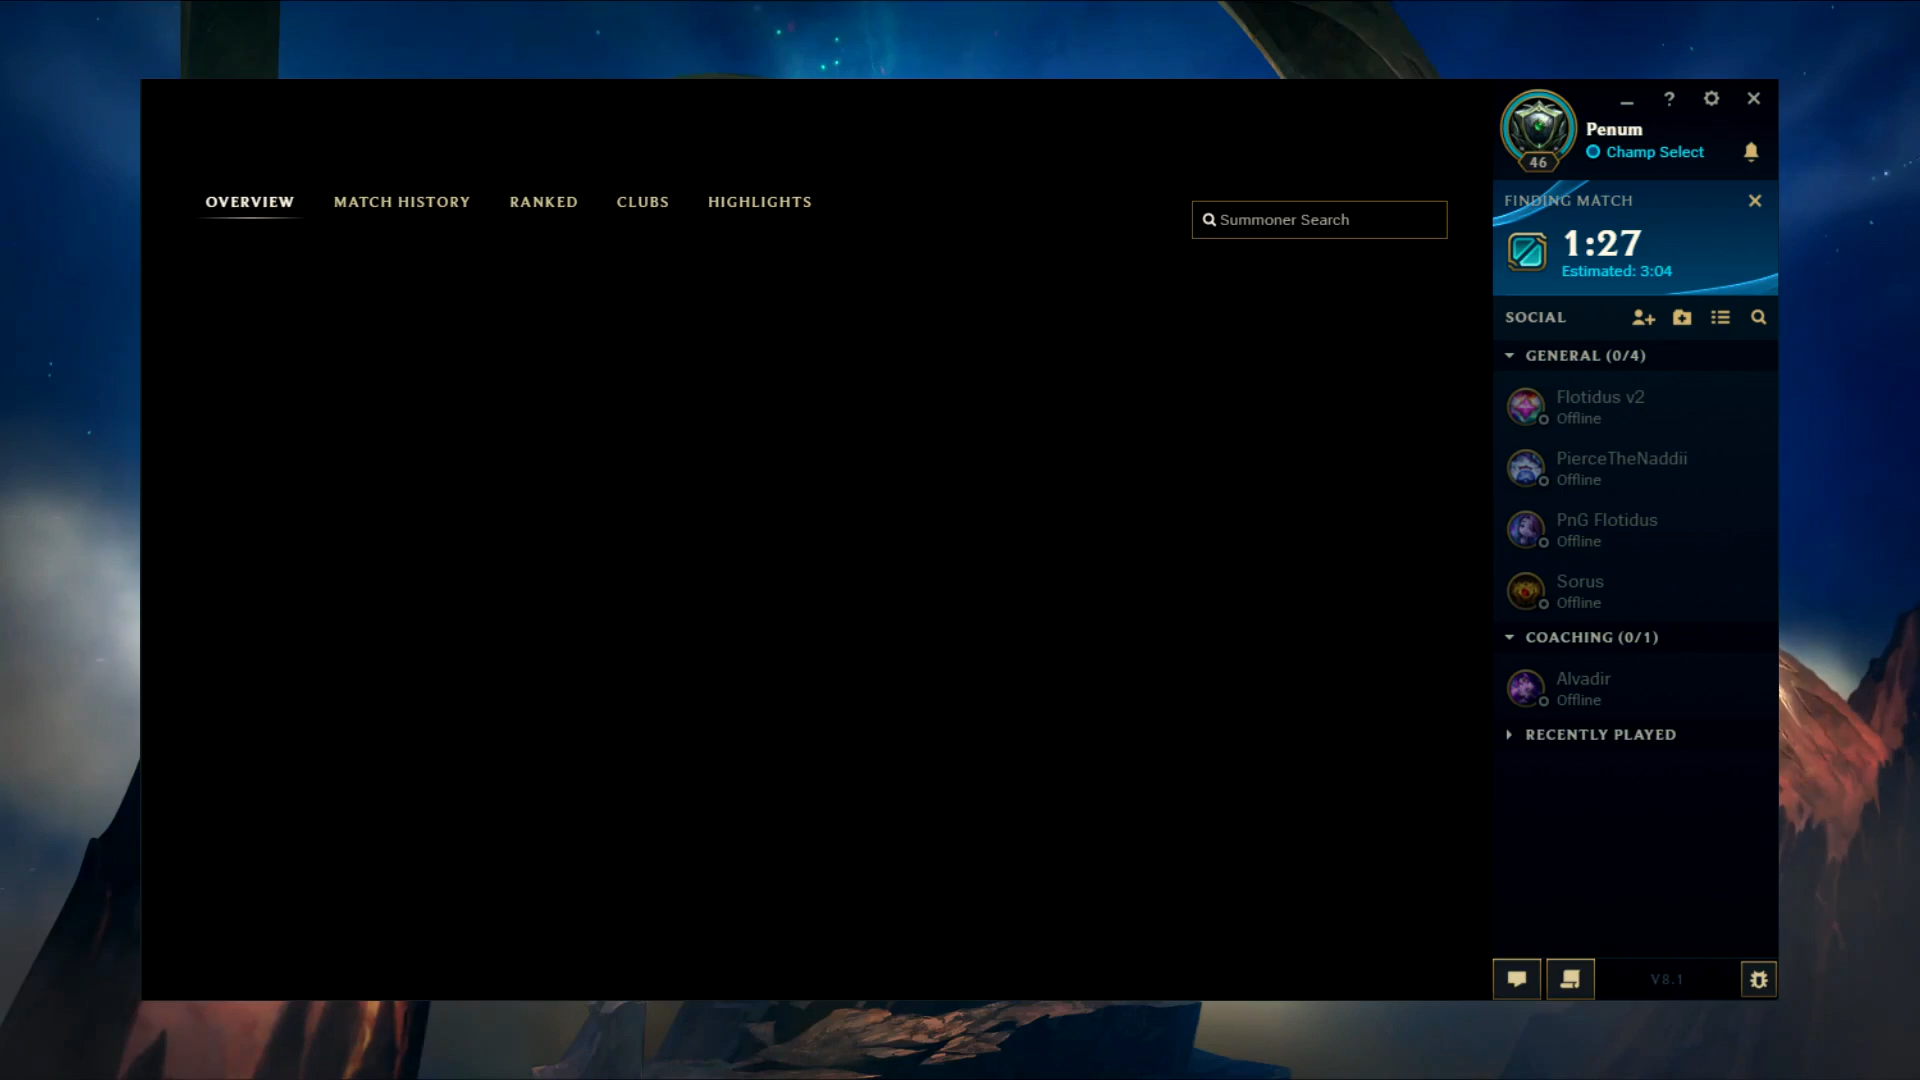 ?
Penum
46
Champ Select
OVERVIEW MATCH HISTORY RANKED CLUBS HIGHLIGHTS
Summoner Search
FINDING MATCH
1:27
Estimated: 3:04
SOCIAL
GENERAL (0/4)
Flotidus v2
Offline
PierceTheNaddii
Offline
PnG Flotidus
Offline
Sorus
Offline
COACHING (0/1)
Alvadir
Offline
RECENTLY PLAYED
V8.1